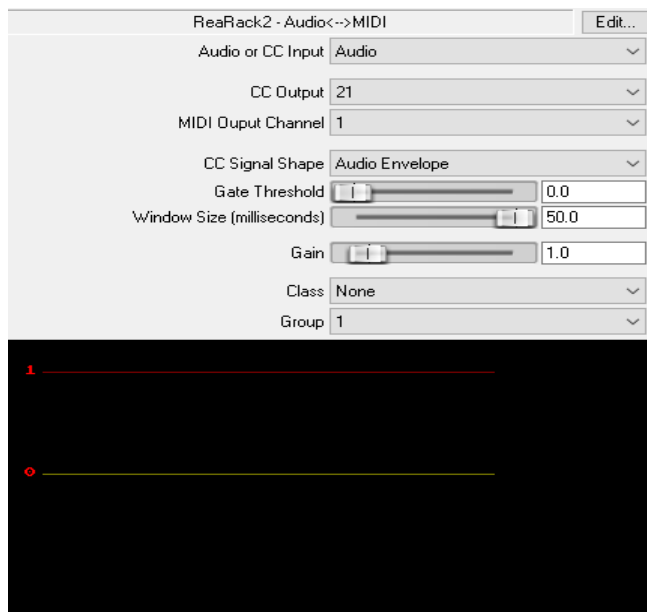 ReaRack2 - Audio<-->MIDI Edit...
Audio or CC Input Audio
CC Output 21
MIDI Ouput Channel 1
CC Signal Shape Audio Envelope
Gate Threshold 0.0
Window Size (milliseconds) 50.0
Gain 1.0
Class None
Group 1
1
0